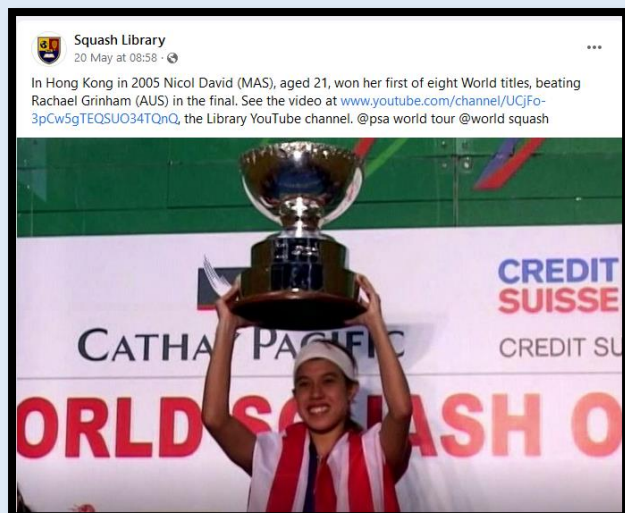 Squash Library
20 May at 08:58 ·
In Hong Kong in 2005 Nicol David (MAS), aged 21, won her first of eight World titles, beating
Rachael Grinham (AUS) in the final. See the video at www.youtube.com/channel/UCjFo-
3pCw5gTEQSUO34TQnQ, the Library YouTube channel. @psa world tour @world squash
CREDIT
SUISSE
CATHAY PACIFIC
CREDIT SU
ORLD SQUASH O